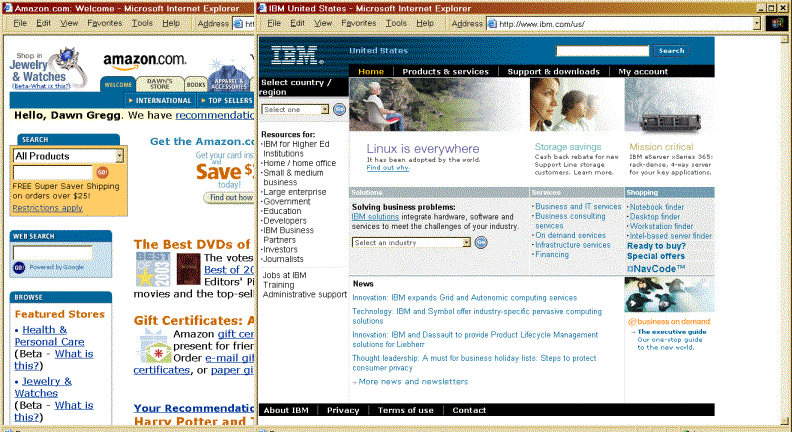 Amazon.com: Welcome - Microsoft Internet Explorer
File Edit View Favorites Tools Help Address
Shop in
Jewelry
& Watches
(Beta-What is this?)
amazon.com.
WELCOME
DAWN'S STORE
BOOKS
APPAREL & ACCESSORIES
INTERNATIONAL
TOP SELLERS
Hello, Dawn Gregg. We have recommendation
SEARCH
All Products
GO!
FREE Super Saver Shipping
on orders over $25!
Restrictions apply
WEB SEARCH
GO!
Powered by Google
BROWSE
Featured Stores
• Health &
Personal Care
(Beta - What is
this?)
• Jewelry &
Watches
(Beta - What is
this?)
Get the Amazon.co
Get your card ins
and
Save $
today!
Find out how
The Best DVDs of
BEST
The votes
Best of 20
Editors' Pi
movies and the top-sell
Gift Certificates: A
Amazon gift cer
present for frien
Order e-mail gif
certificates, or paper g
Your Recommendation
Harry Potter and T
IBM United States - Microsoft Internet Explorer
File Edit View Favorites Tools Help Address http://www.ibm.com/us/
IBM
United States
Search
Home
Products & services
Support & downloads
My account
Select country /
region
Select one
Go
Resources for:
IBM for Higher Ed
Institutions
Home / home office
Small & medium
business
Large enterprise
Government
Education
Developers
IBM Business
Partners
Investors
Journalists
Jobs at IBM
Training
Administrative support
Linux is everywhere
It has been adopted by the world.
Find out why.
Storage savings
Cash back rebate for new
Support Line storage
customers. Learn more.
Mission critical
IBM eServer xSeries 365:
rack-dense, 4-way server
for your key applications.
Solutions
Solving business problems:
IBM solutions integrate hardware, software and
services to meet the challenges of your industry.
Select an industry
Go
Services
Business and IT services
Business consulting
services
On demand services
Infrastructure services
Financing
Shopping
Notebook finder
Desktop finder
Workstation finder
Intel-based server finder
Ready to buy?
Special offers
NavCode™
News
Innovation: IBM expands Grid and Autonomic computing services
Technology: IBM and Symbol offer industry-specific pervasive computing
solutions
Innovation: IBM and Dassault to provide Product Lifecycle Management
solutions for Liebherr
Thought leadership: A must for business holiday lists: Steps to protect
consumer privacy
→ More news and newsletters
business on demand
→ The executive guide
Our one-stop guide
to the new world.
About IBM
Privacy
Terms of use
Contact